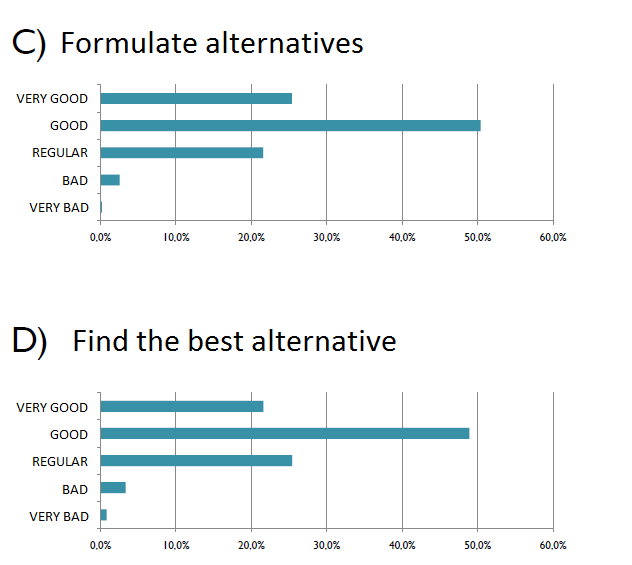 C) Formulate alternatives
VERY GOOD
GOOD
REGULAR
BAD
VERY BAD
0,0% 10,0% 20,0% 30,0% 40,0% 50,0% 60,0%
D) Find the best alternative
VERY GOOD
GOOD
REGULAR
BAD
VERY BAD
0,0% 10,0% 20,0% 30,0% 40,0% 50,0% 60,0%